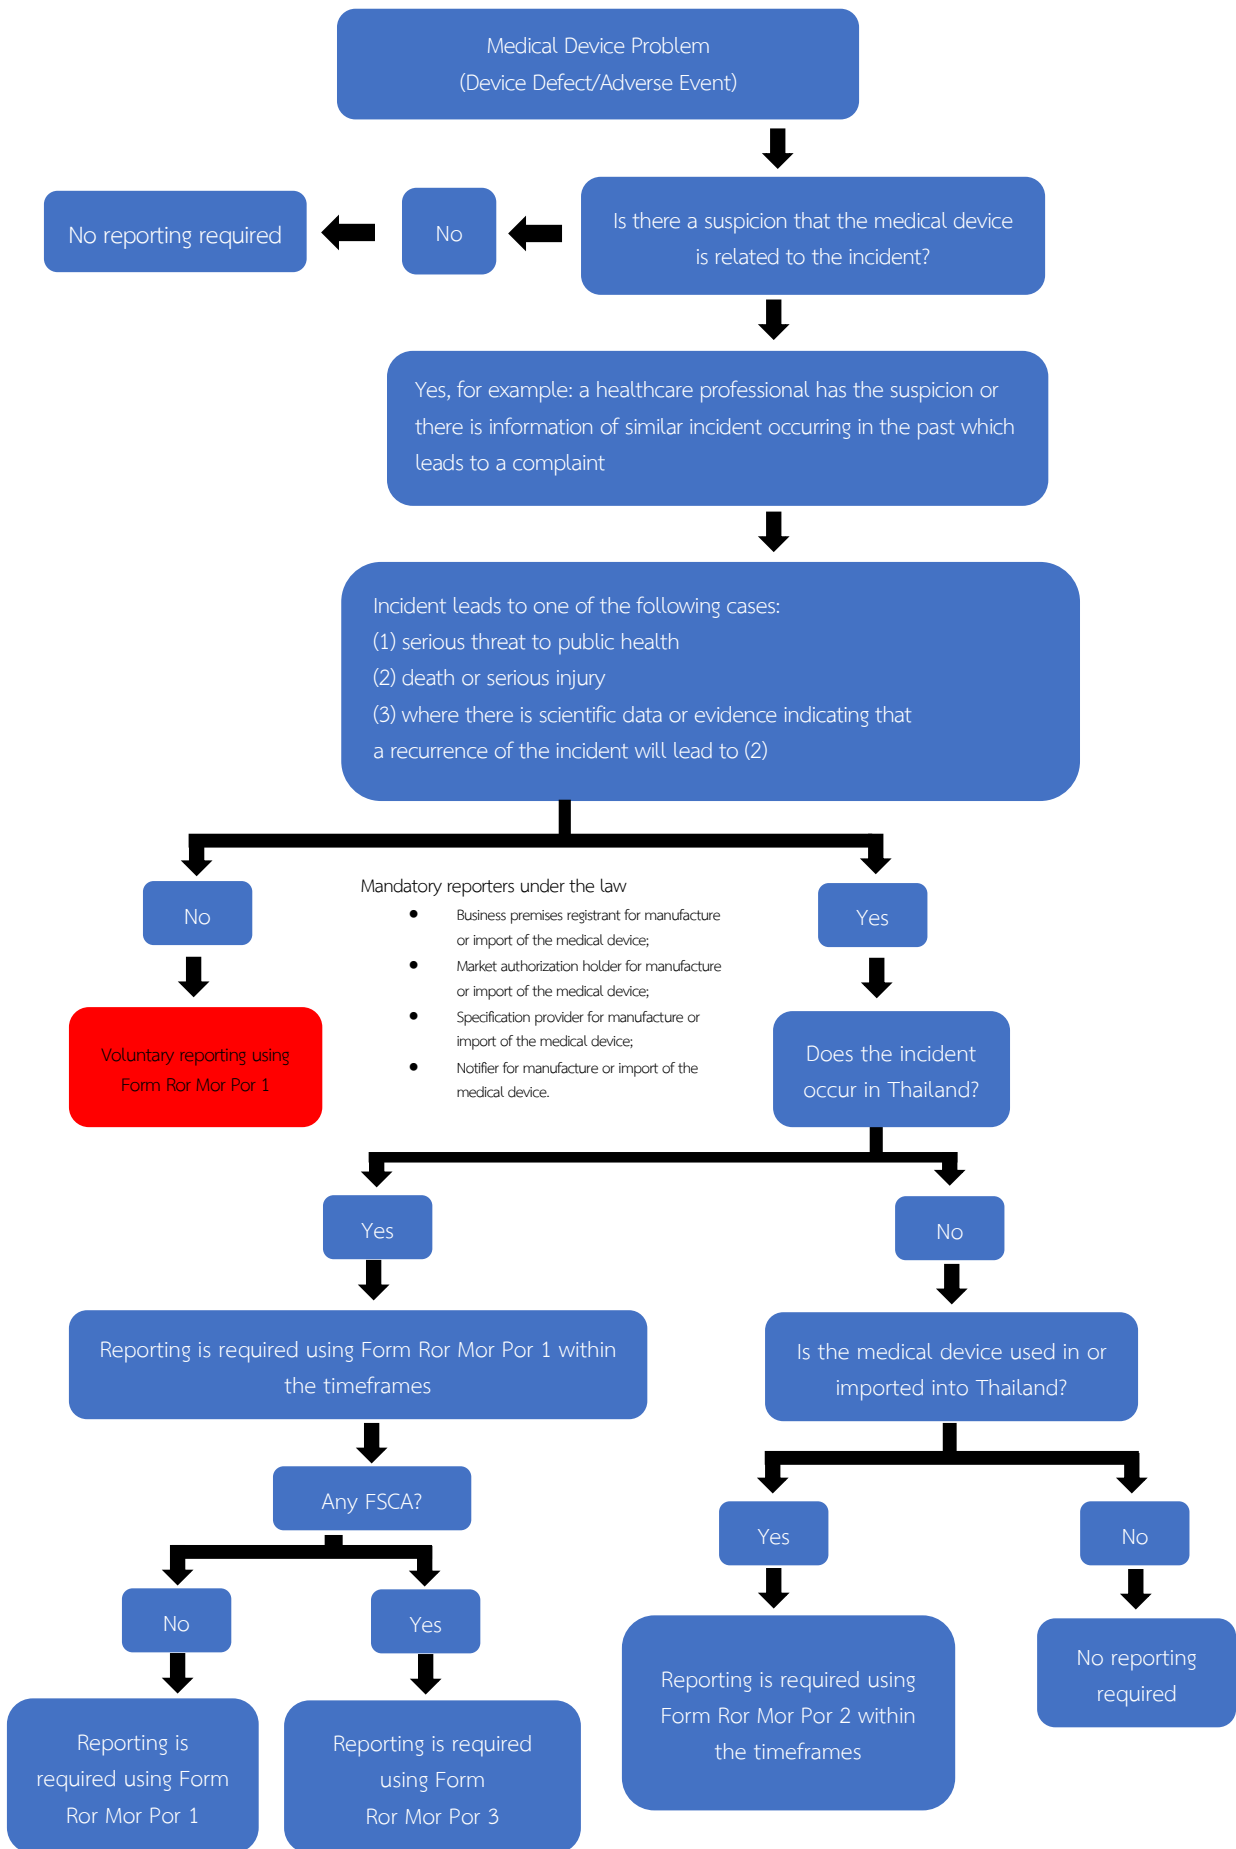 Medical Device Problem
(Device Defect/Adverse Event)
Is there a suspicion that the medical device
is related to the incident?
No
No reporting required
Yes, for example: a healthcare professional has the suspicion or
there is information of similar incident occurring in the past which
leads to a complaint
Incident leads to one of the following cases:
(1) serious threat to public health
(2) death or serious injury
(3) where there is scientific data or evidence indicating that
a recurrence of the incident will lead to (2)
No
Voluntary reporting using
Form Ror Mor Por 1
Mandatory reporters under the law
● Business premises registrant for manufacture
or import of the medical device;
● Market authorization holder for manufacture
or import of the medical device;
● Specification provider for manufacture or
import of the medical device;
● Notifier for manufacture or import of the
medical device.
Yes
Does the incident
occur in Thailand?
Yes
No
Reporting is required using Form Ror Mor Por 1 within
the timeframes
Is the medical device used in or
imported into Thailand?
Any FSCA?
No
Yes
Yes
No
Reporting is
required using Form
Ror Mor Por 1
Reporting is required
using Form
Ror Mor Por 3
Reporting is required using
Form Ror Mor Por 2 within
the timeframes
No reporting
required